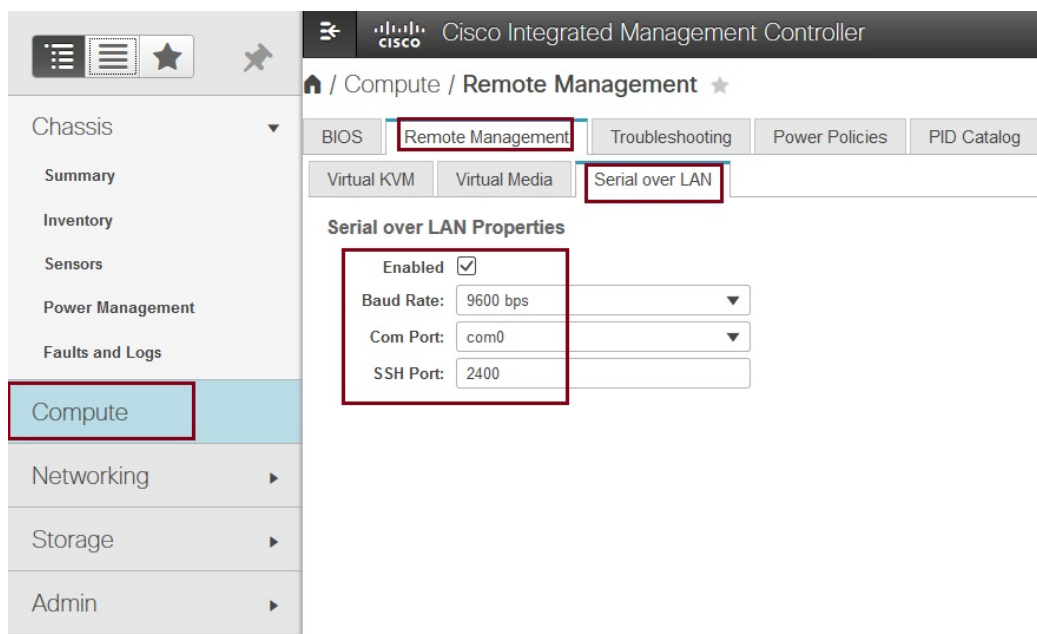 cisco Cisco Integrated Management Controller
/ Compute / Remote Management
Chassis
Summary
Inventory
Sensors
Power Management
Faults and Logs
Compute
Networking
Storage
Admin
BIOS Remote Management Troubleshooting Power Policies PID Catalog
Virtual KVM Virtual Media Serial over LAN
Serial over LAN Properties
Enabled
Baud Rate: 9600 bps
Com Port: com0
SSH Port: 2400